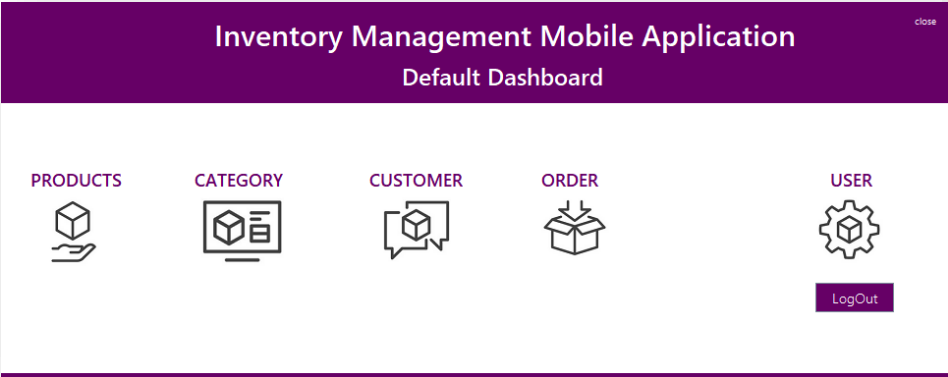 close
Inventory Management Mobile Application
Default Dashboard
PRODUCTS
CATEGORY
CUSTOMER
ORDER
USER
LogOut